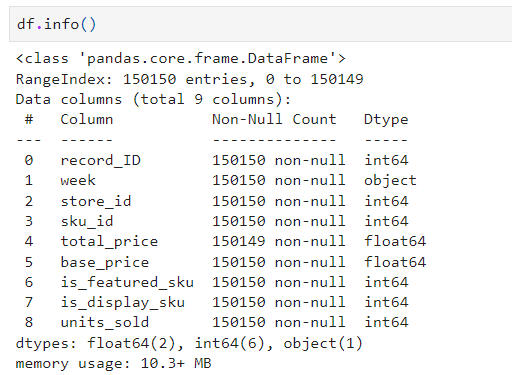 df.info()
<class 'pandas.core.frame.DataFrame'>
RangeIndex: 150150 entries, 0 to 150149
Data columns (total 9 columns):
 #   Column           Non-Null Count   Dtype
---  ------           --------------   -----
 0   record_ID        150150 non-null  int64
 1   week             150150 non-null  object
 2   store_id         150150 non-null  int64
 3   sku_id           150150 non-null  int64
 4   total_price      150149 non-null  float64
 5   base_price       150150 non-null  float64
 6   is_featured_sku  150150 non-null  int64
 7   is_display_sku   150150 non-null  int64
 8   units_sold       150150 non-null  int64
dtypes: float64(2), int64(6), object(1)
memory usage: 10.3+ MB